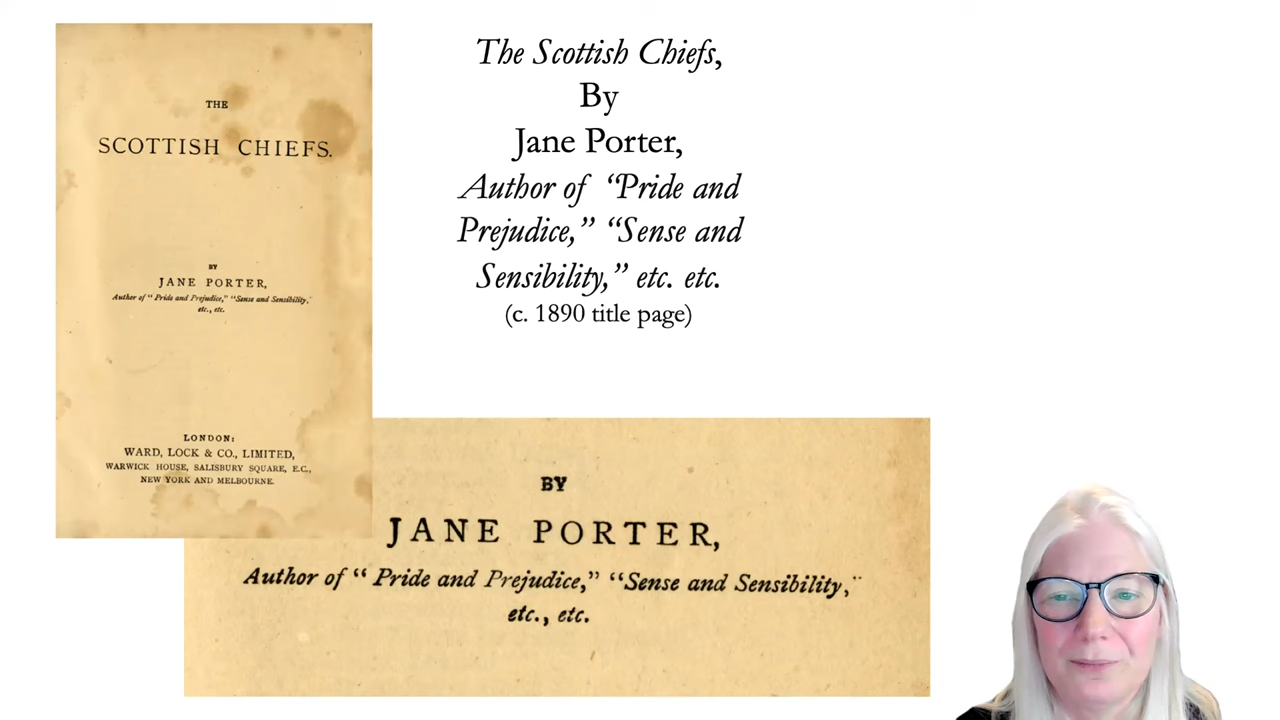 THE
SCOTTISH CHIEFS.
BY
JANE PORTER,
Author of “ Pride and Prejudice,” “Sense and Sensibility,”
etc., etc.
LONDON:
WARD, LOCK & CO., LIMITED,
WARWICK HOUSE, SALISBURY SQUARE, E.C.,
NEW YORK AND MELBOURNE.
The Scottish Chiefs,
By
Jane Porter,
Author of “Pride and
Prejudice,” “Sense and
Sensibility,” etc. etc.
(c. 1890 title page)
BY
JANE PORTER,
Author of “ Pride and Prejudice,” “Sense and Sensibility,”
etc., etc.